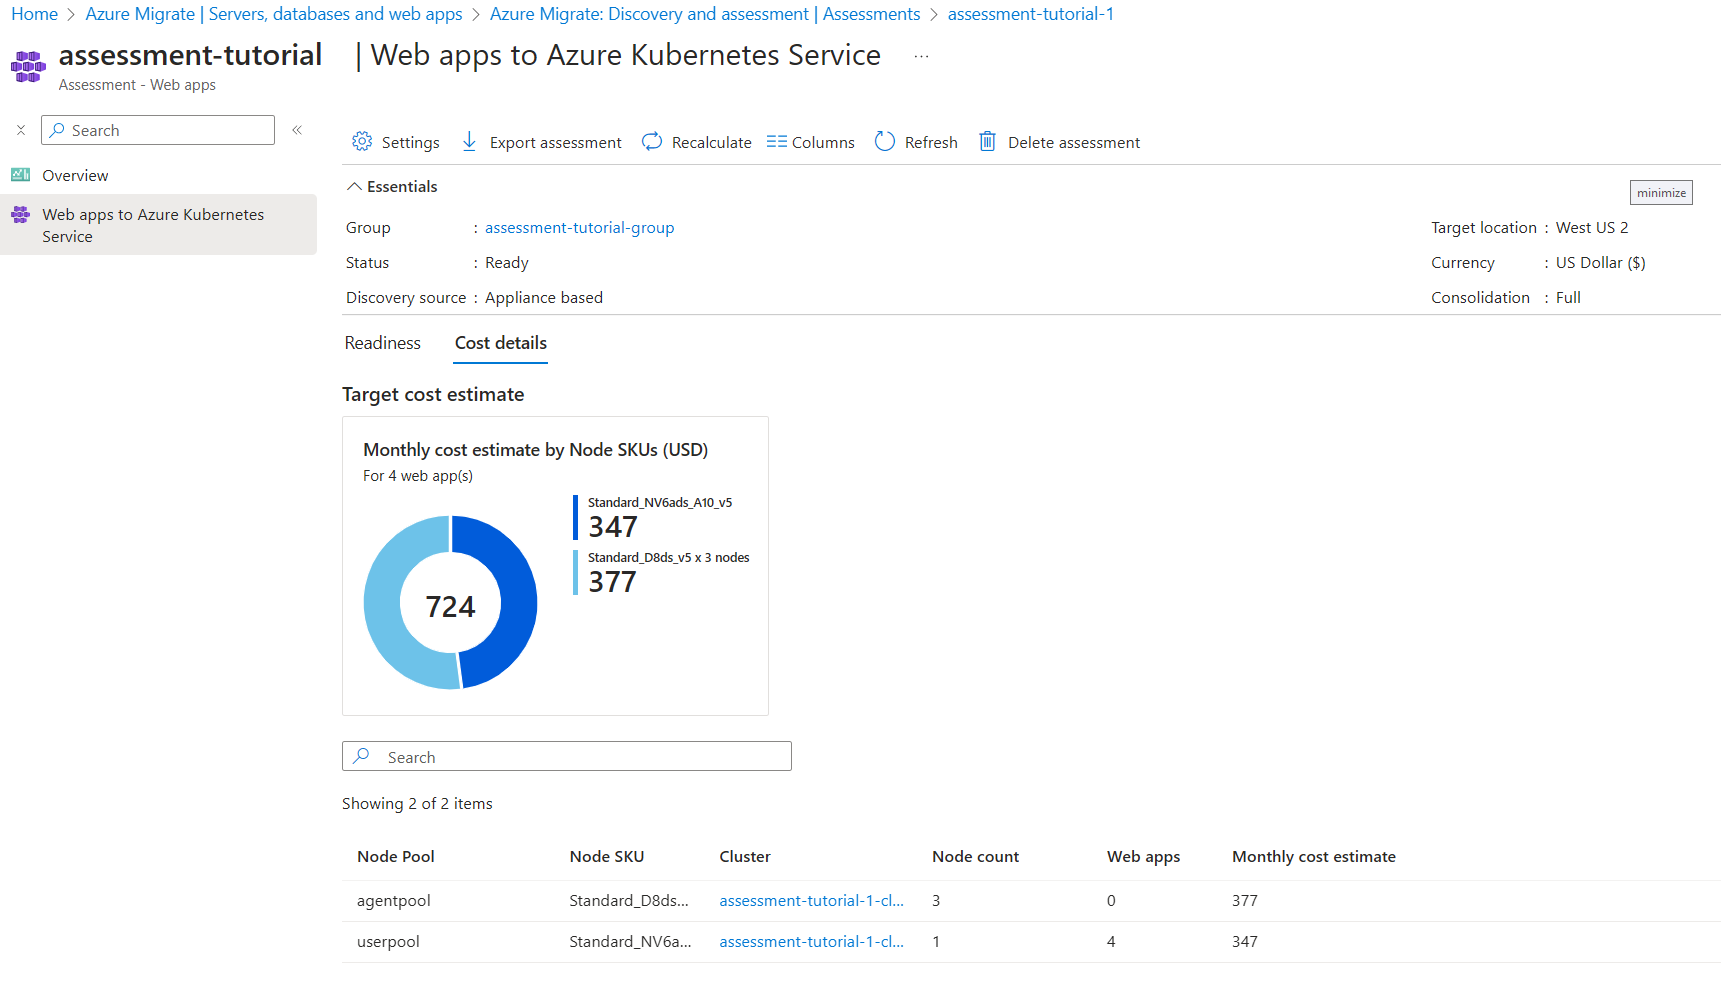 Home > Azure Migrate | Servers, databases and web apps > Azure Migrate: Discovery and assessment | Assessments > assessment-tutorial-1
assessment-tutorial | Web apps to Azure Kubernetes Service ...
Assessment - Web apps
Search
«
Overview
Web apps to Azure Kubernetes
Service
Settings Export assessment Recalculate Columns Refresh Delete assessment
Essentials
minimize
Group : assessment-tutorial-group
Target location : West US 2
Status : Ready
Currency : US Dollar ($)
Discovery source : Appliance based
Consolidation : Full
Readiness Cost details
Target cost estimate
Monthly cost estimate by Node SKUs (USD)
For 4 web app(s)
Standard_NV6ads_A10_v5
347
Standard_D8ds_v5 x 3 nodes
377
724
Search
Showing 2 of 2 items
Node Pool Node SKU Cluster Node count Web apps Monthly cost estimate
agentpool Standard_D8ds... assessment-tutorial-1-cl... 3 0 377
userpool Standard_NV6a... assessment-tutorial-1-cl... 1 4 347